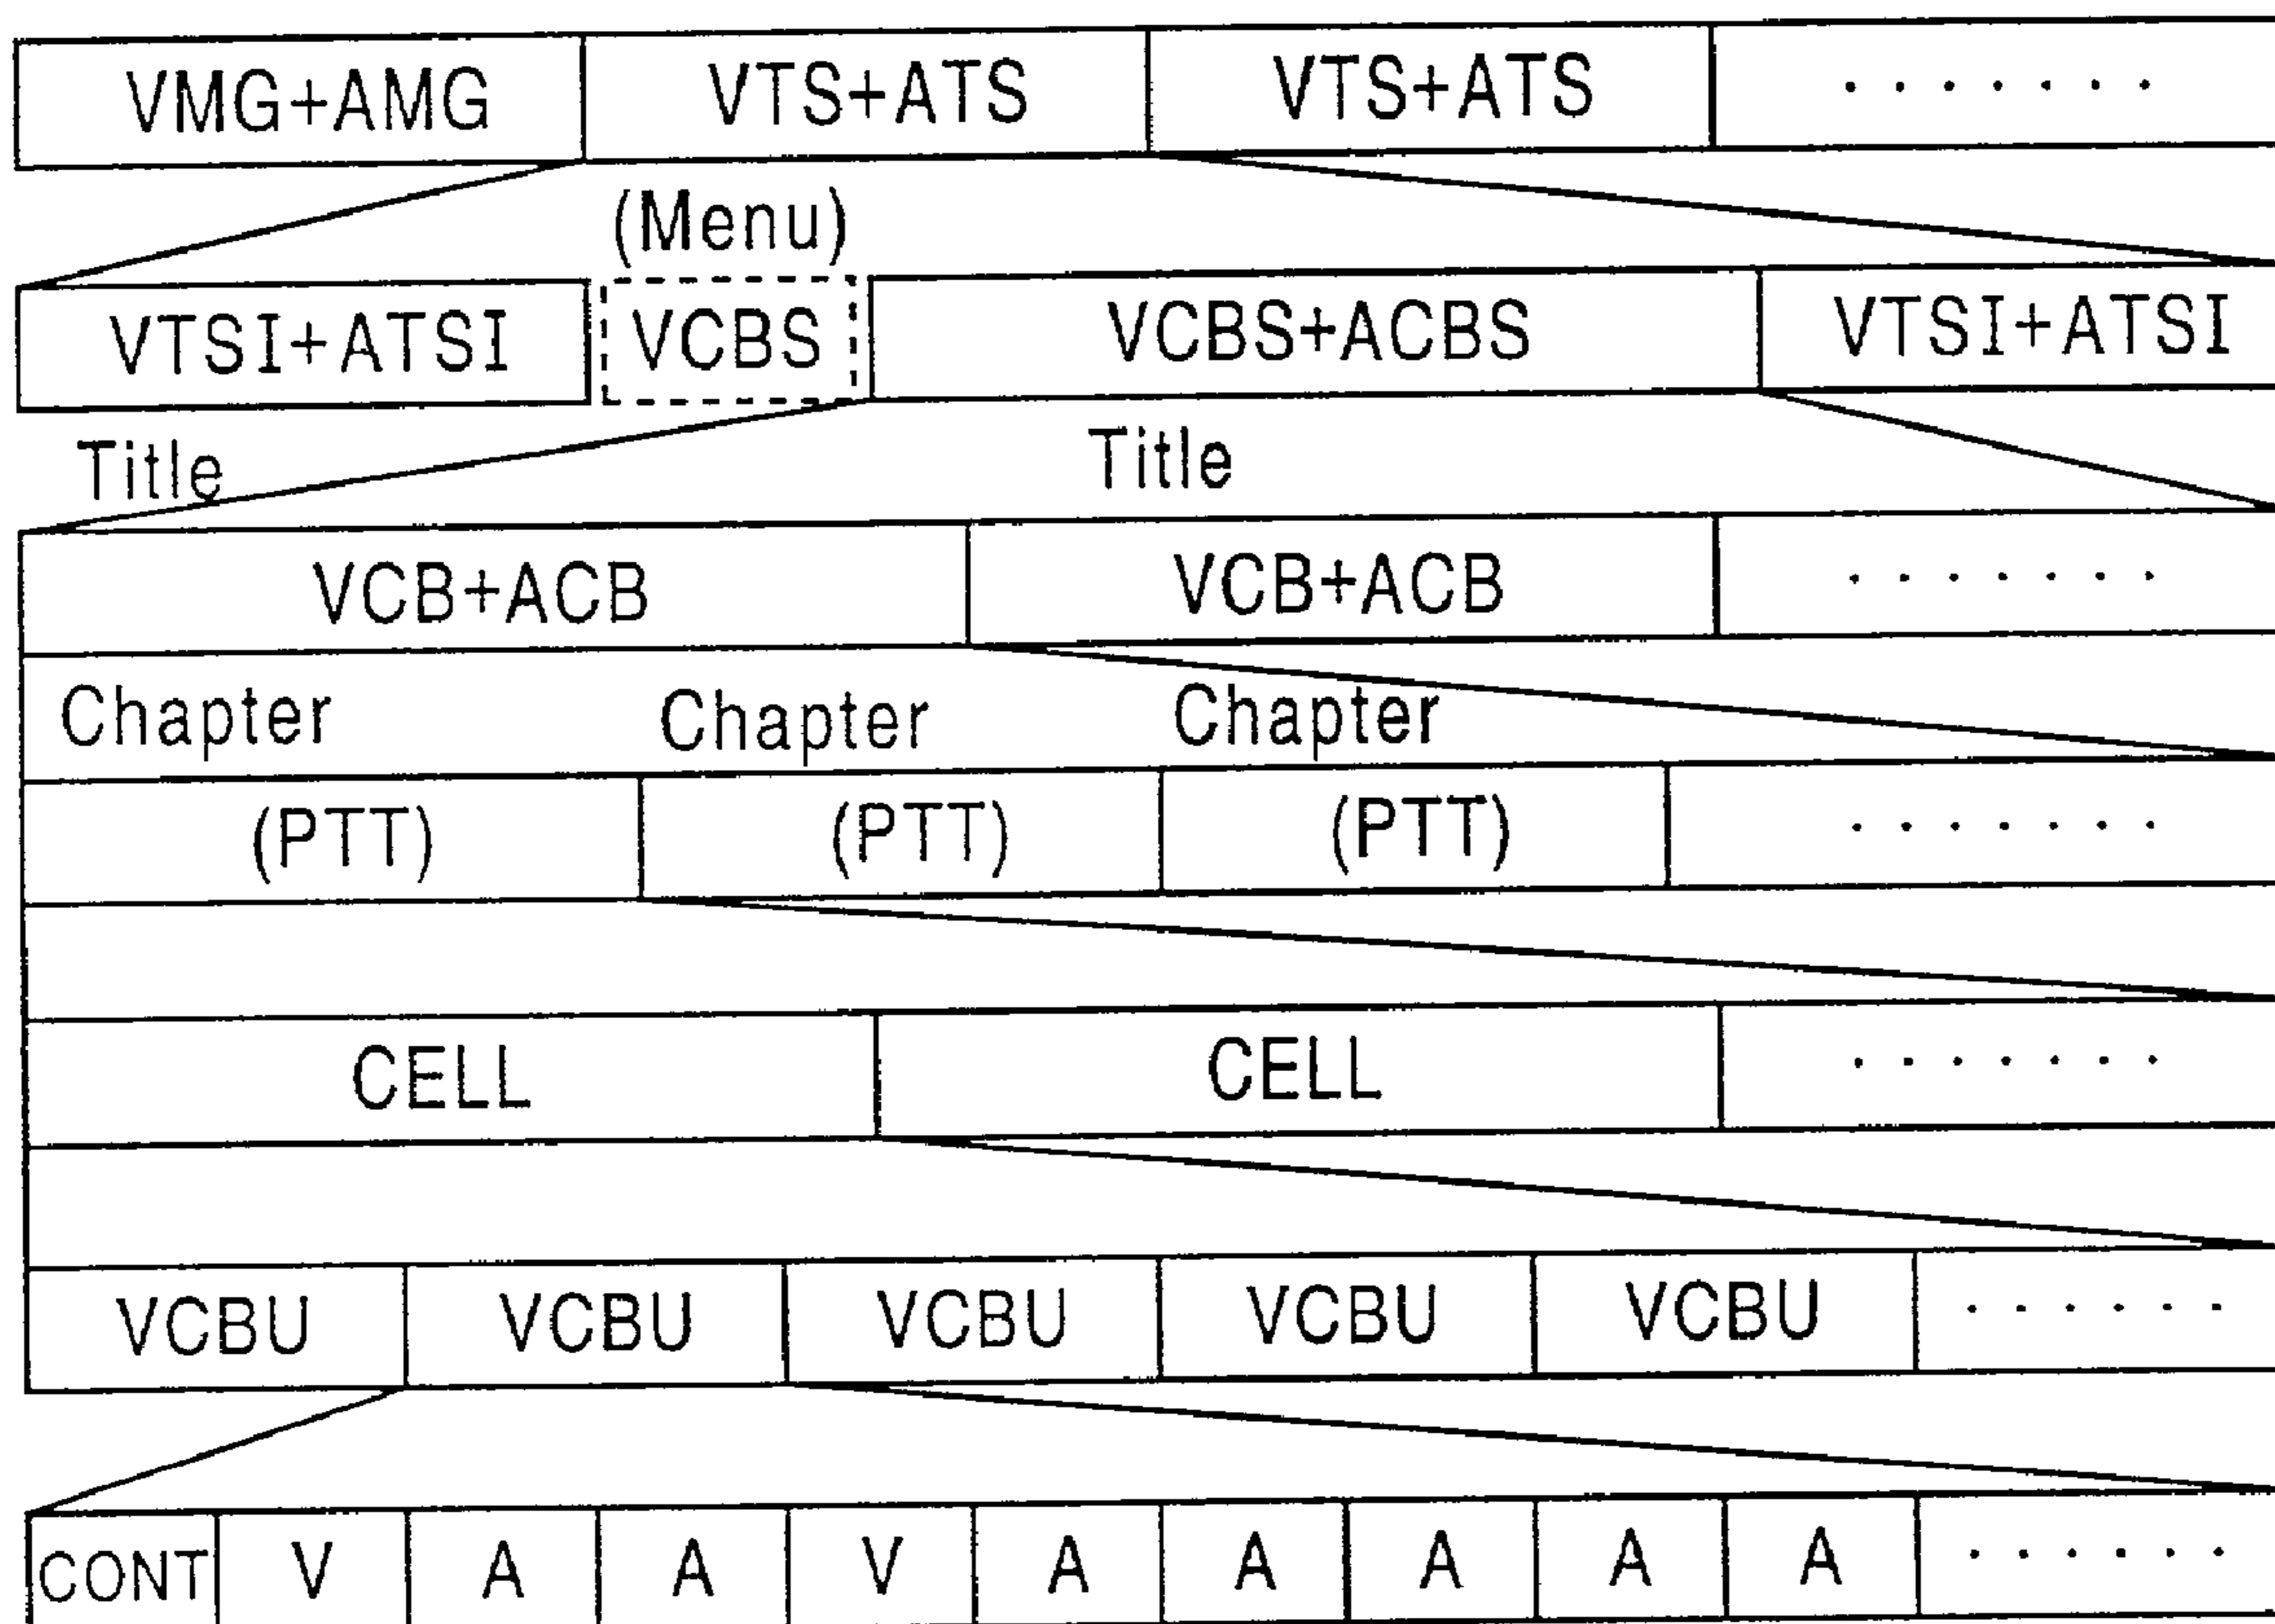 VMG+AMG VTS+ATS VTS+ATS .......
(Menu)
VTSI+ATSI VCBS VCBS+ACBS VTSI+ATSI
Title Title
VCB+ACB VCB+ACB .......
Chapter Chapter Chapter
(PTT) (PTT) (PTT) .......
CELL CELL .......
VCBU VCBU VCBU VCBU VCBU ......
CONT V A A V A A A A A ......